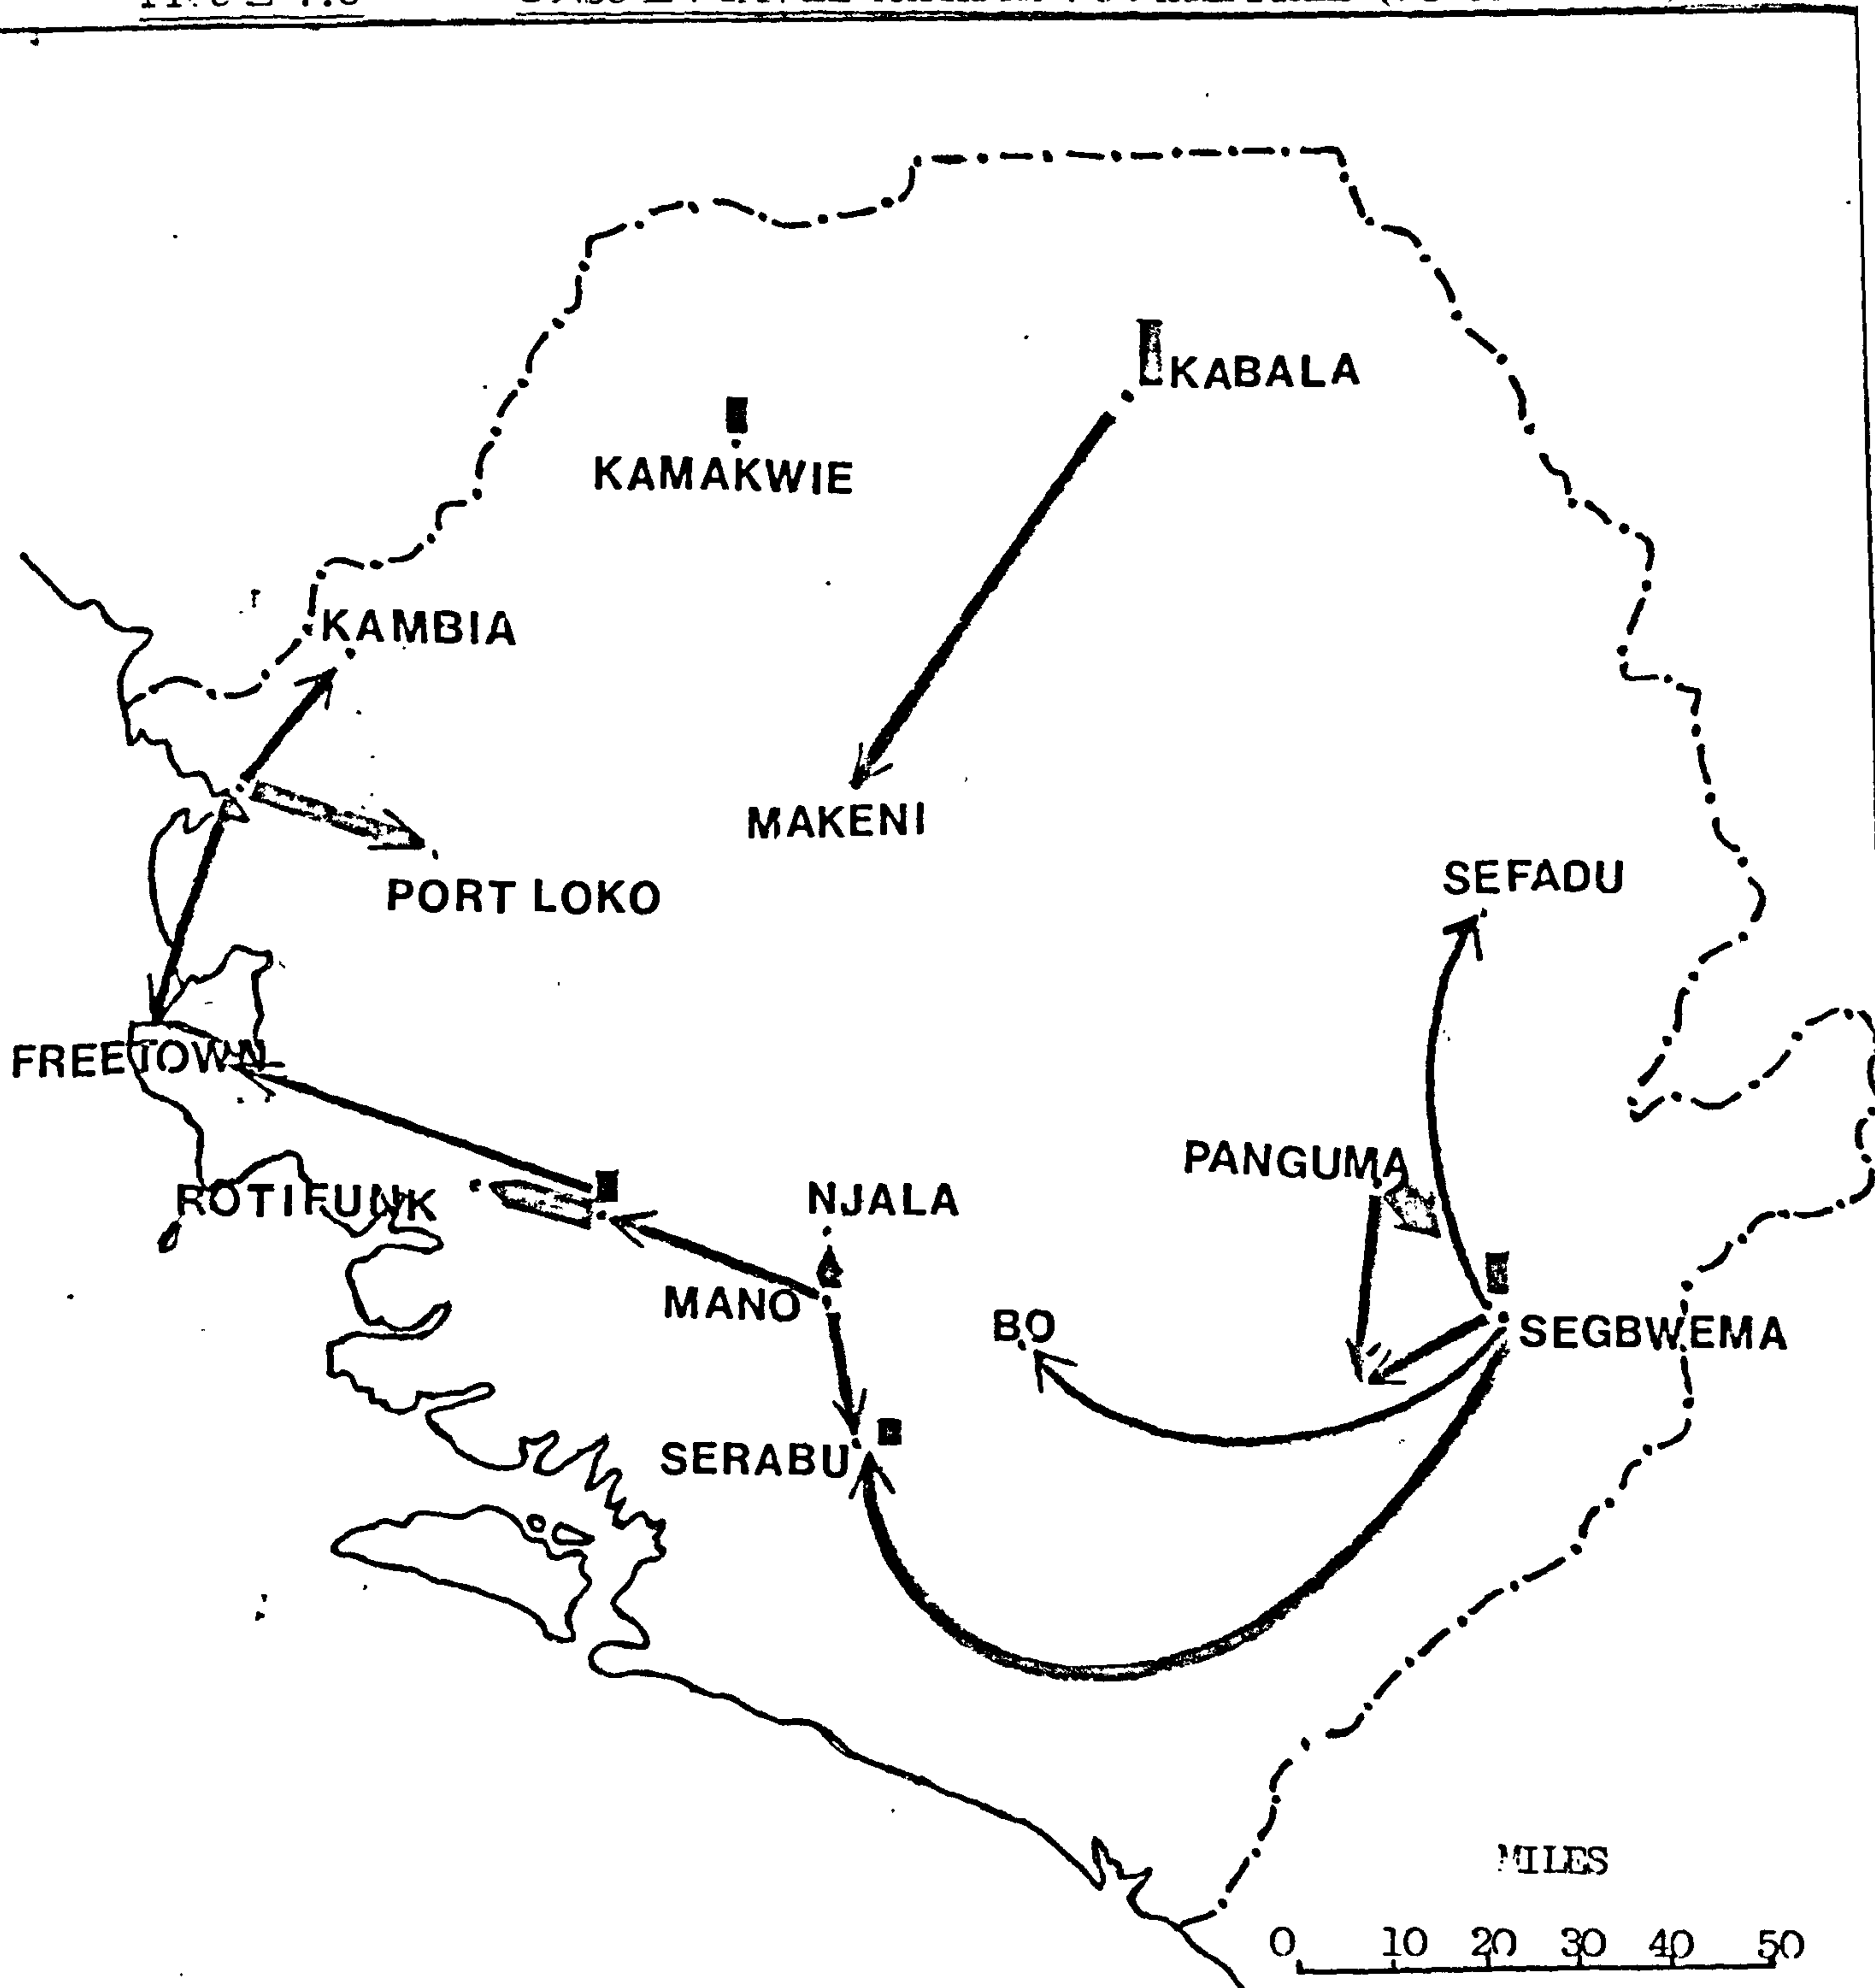 KABALA
KAMAKWIE
KAMBIA
MAKENI
SEFADU
PORT LOKO
FREETOWN
PANGUMA
ROTIFUNK
NJALA
MANO
BO
SEGBWEMA
SERABU
MILES
0 10 20 30 40 50